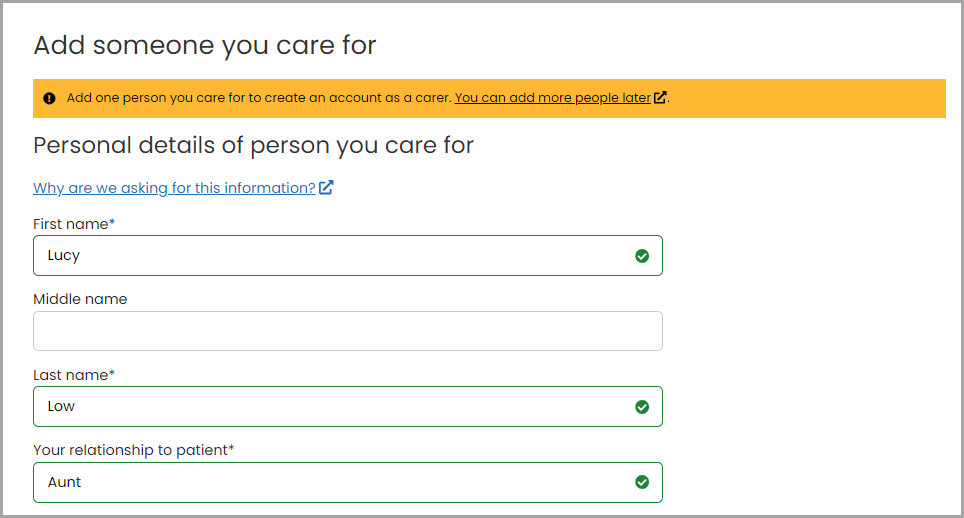 Add someone you care for
Add one person you care for to create an account as a carer. You can add more people later.
Personal details of person you care for
Why are we asking for this information?
First name*
Lucy
Middle name
Last name*
Low
Your relationship to patient*
Aunt